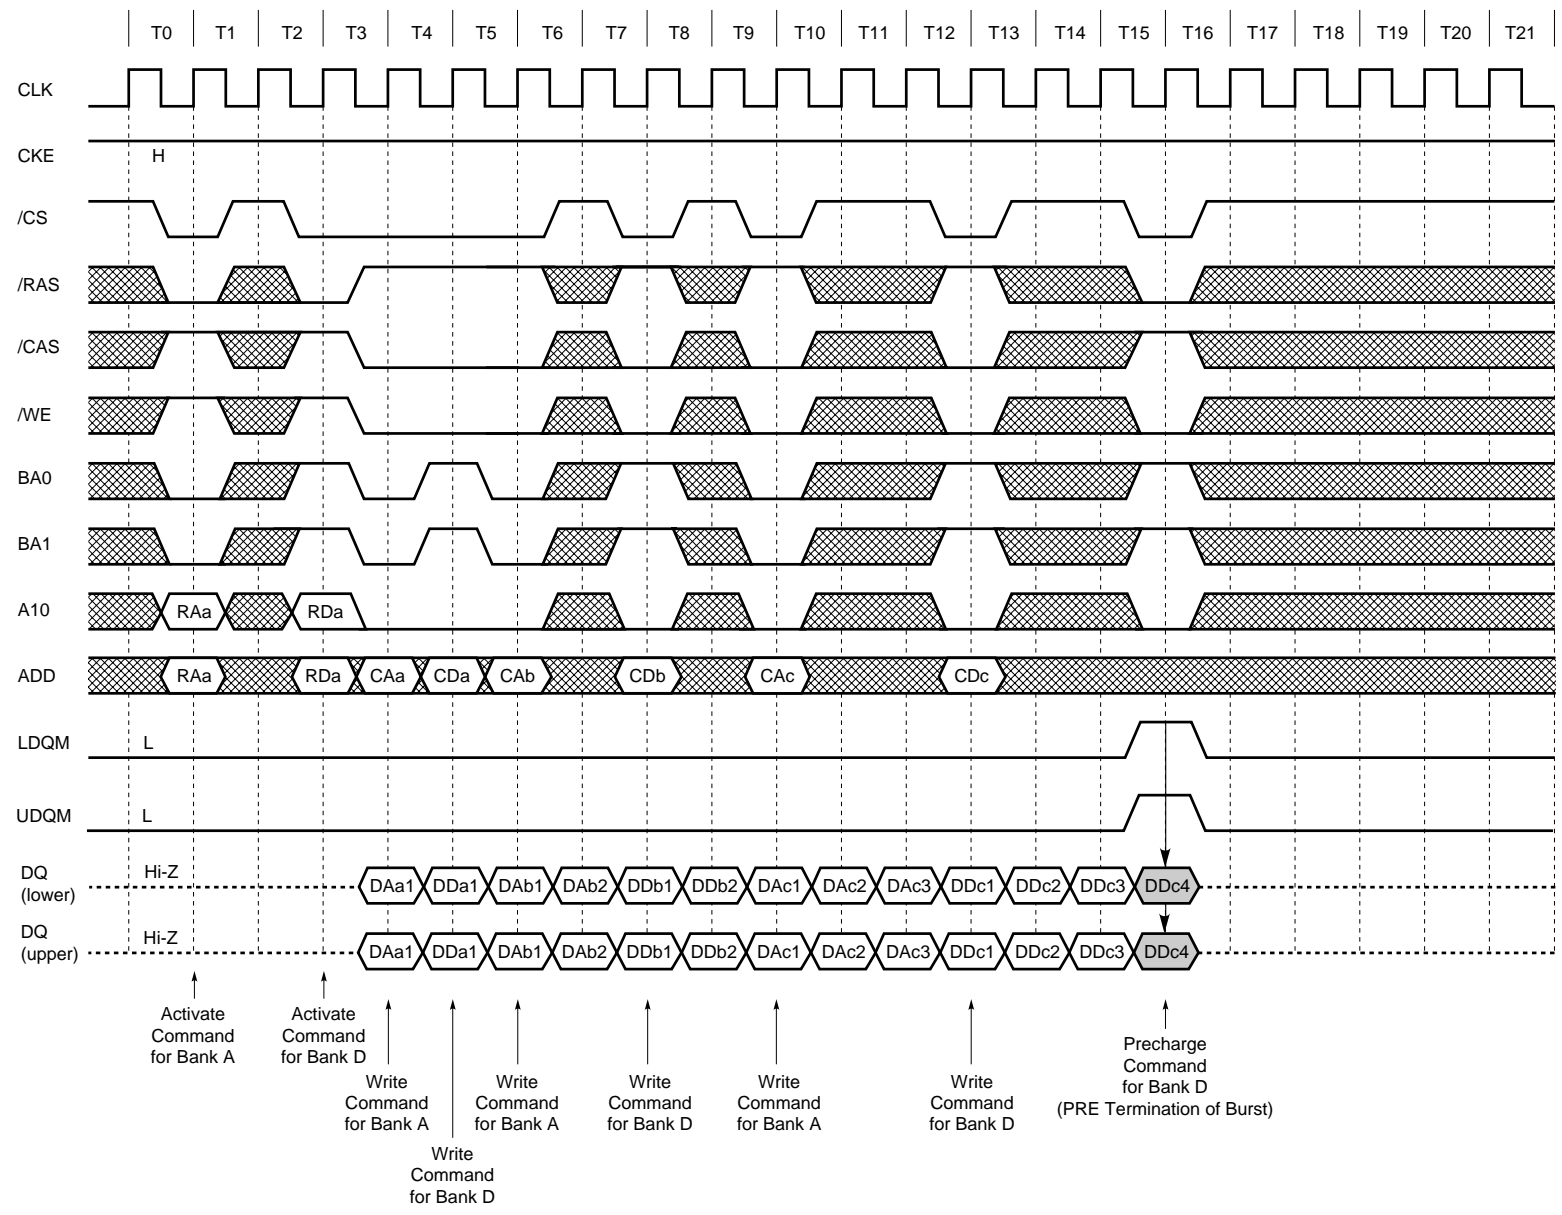 T0 T1 T2 T3 T4 T5 T6 T7 T8 T9 T10 T11 T12 T13 T14 T15 T16 T17 T18 T19 T20 T21
CLK
CKE H
/CS
/RAS
/CAS
/WE
BA0
BA1
A10 RAa RDa
ADD RAa RDa CAa CDa CAb CDb CAc CDc
LDQM L
UDQM L
DQ
(lower)
Hi-Z
DAa1 DDa1 DAb1 DAb2 DDb1 DDb2 DAc1 DAc2 DAc3 DDc1 DDc2 DDc3 DDc4
DQ
(upper)
Hi-Z
DAa1 DDa1 DAb1 DAb2 DDb1 DDb2 DAc1 DAc2 DAc3 DDc1 DDc2 DDc3 DDc4
Activate
Command
for Bank A
Activate
Command
for Bank D
Write
Command
for Bank A
Write
Command
for Bank D
Write
Command
for Bank A
Write
Command
for Bank D
Write
Command
for Bank A
Write
Command
for Bank D
Precharge
Command
for Bank D
(PRE Termination of Burst)